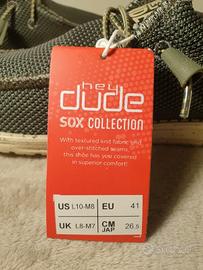 hey
dude
SOX COLLECTION
With textured knit fabric and
over-stitched seams,
this shoe has you covered
in superior comfort!
US L10-M8 EU 41
UK L8-M7 CM JAP 26.5